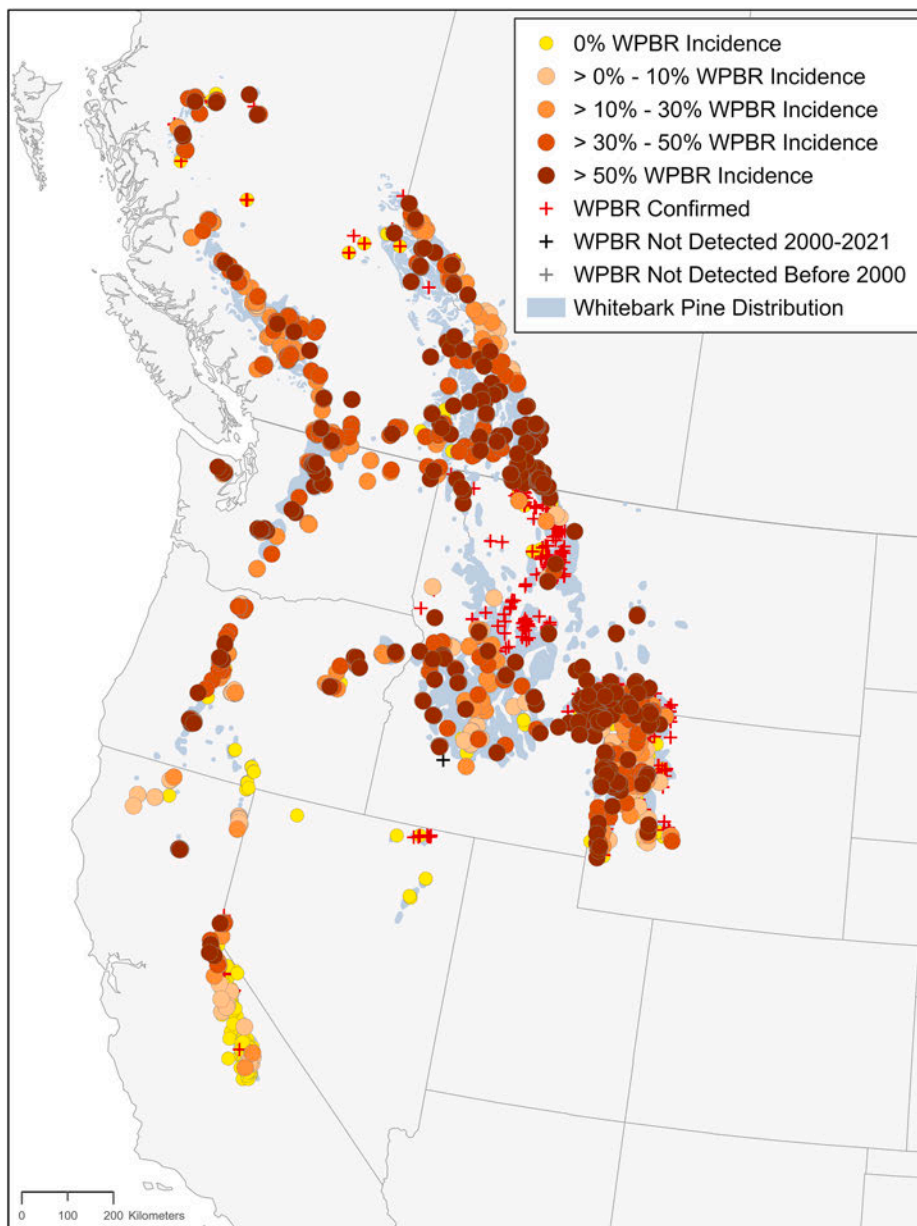 0% WPBR Incidence
> 0% - 10% WPBR Incidence
> 10% - 30% WPBR Incidence
> 30% - 50% WPBR Incidence
> 50% WPBR Incidence
WPBR Confirmed
WPBR Not Detected 2000-2021
WPBR Not Detected Before 2000
Whitebark Pine Distribution
0 100 200 Kilometers